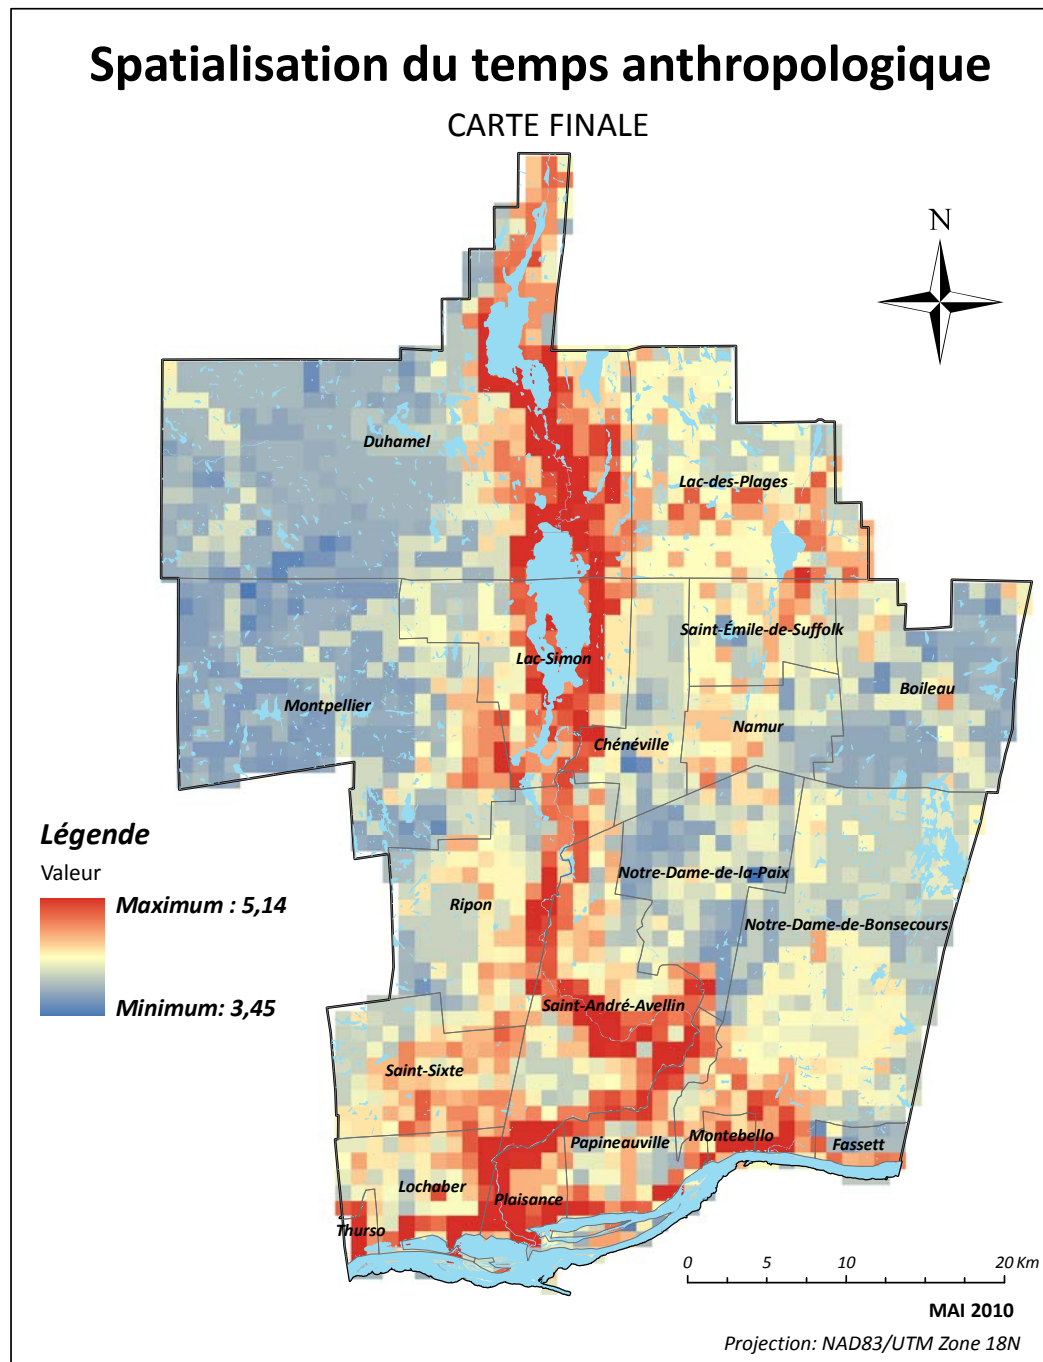 Spatialisation du temps anthropologique
CARTE FINALE
N
Duhamel
Lac-des-Plages
Saint-Émile-de-Suffolk
Lac-Simon
Boileau
Montpellier
Namur
Chénéville
Légende
Valeur
Maximum : 5,14
Minimum: 3,45
Notre-Dame-de-la-Paix
Ripon
Notre-Dame-de-Bonsecours
Saint-André-Avellin
Saint-Sixte
Montebello
Papineauville
Fassett
Lochaber
Plaisance
Thurso
0 5 10 20 Km
MAI 2010
Projection: NAD83/UTM Zone 18N